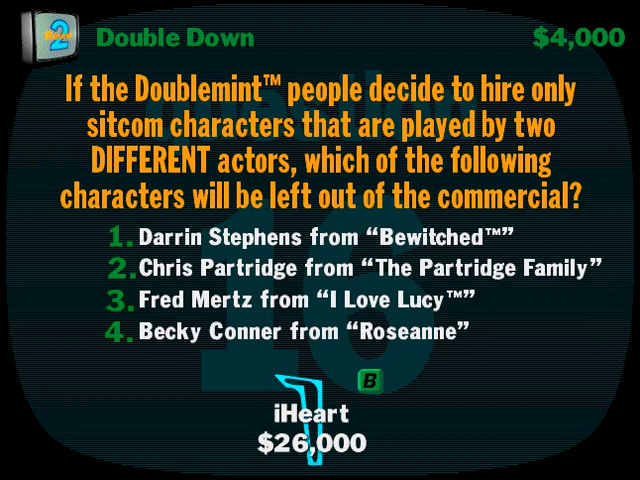 Double Down
$4,000
If the Doublemint™ people decide to hire only
sitcom characters that are played by two
DIFFERENT actors, which of the following
characters will be left out of the commercial?
1. Darrin Stephens from “Bewitched™”
2. Chris Partridge from “The Partridge Family”
3. Fred Mertz from “I Love Lucy™”
4. Becky Conner from “Roseanne”
B
iHeart
$26,000